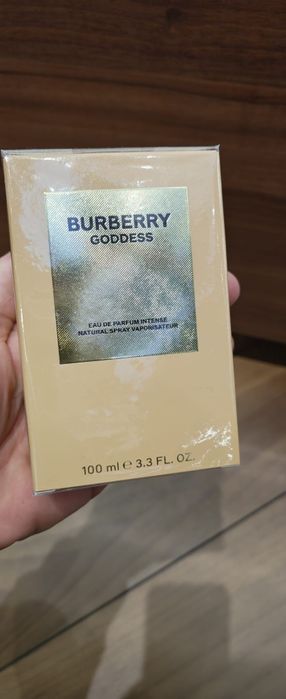 BURBERRY
GODDESS
EAU DE PARFUM INTENSE
NATURAL SPRAY VAPORISATEUR
100 ml ℮ 3.3 FL. OZ.